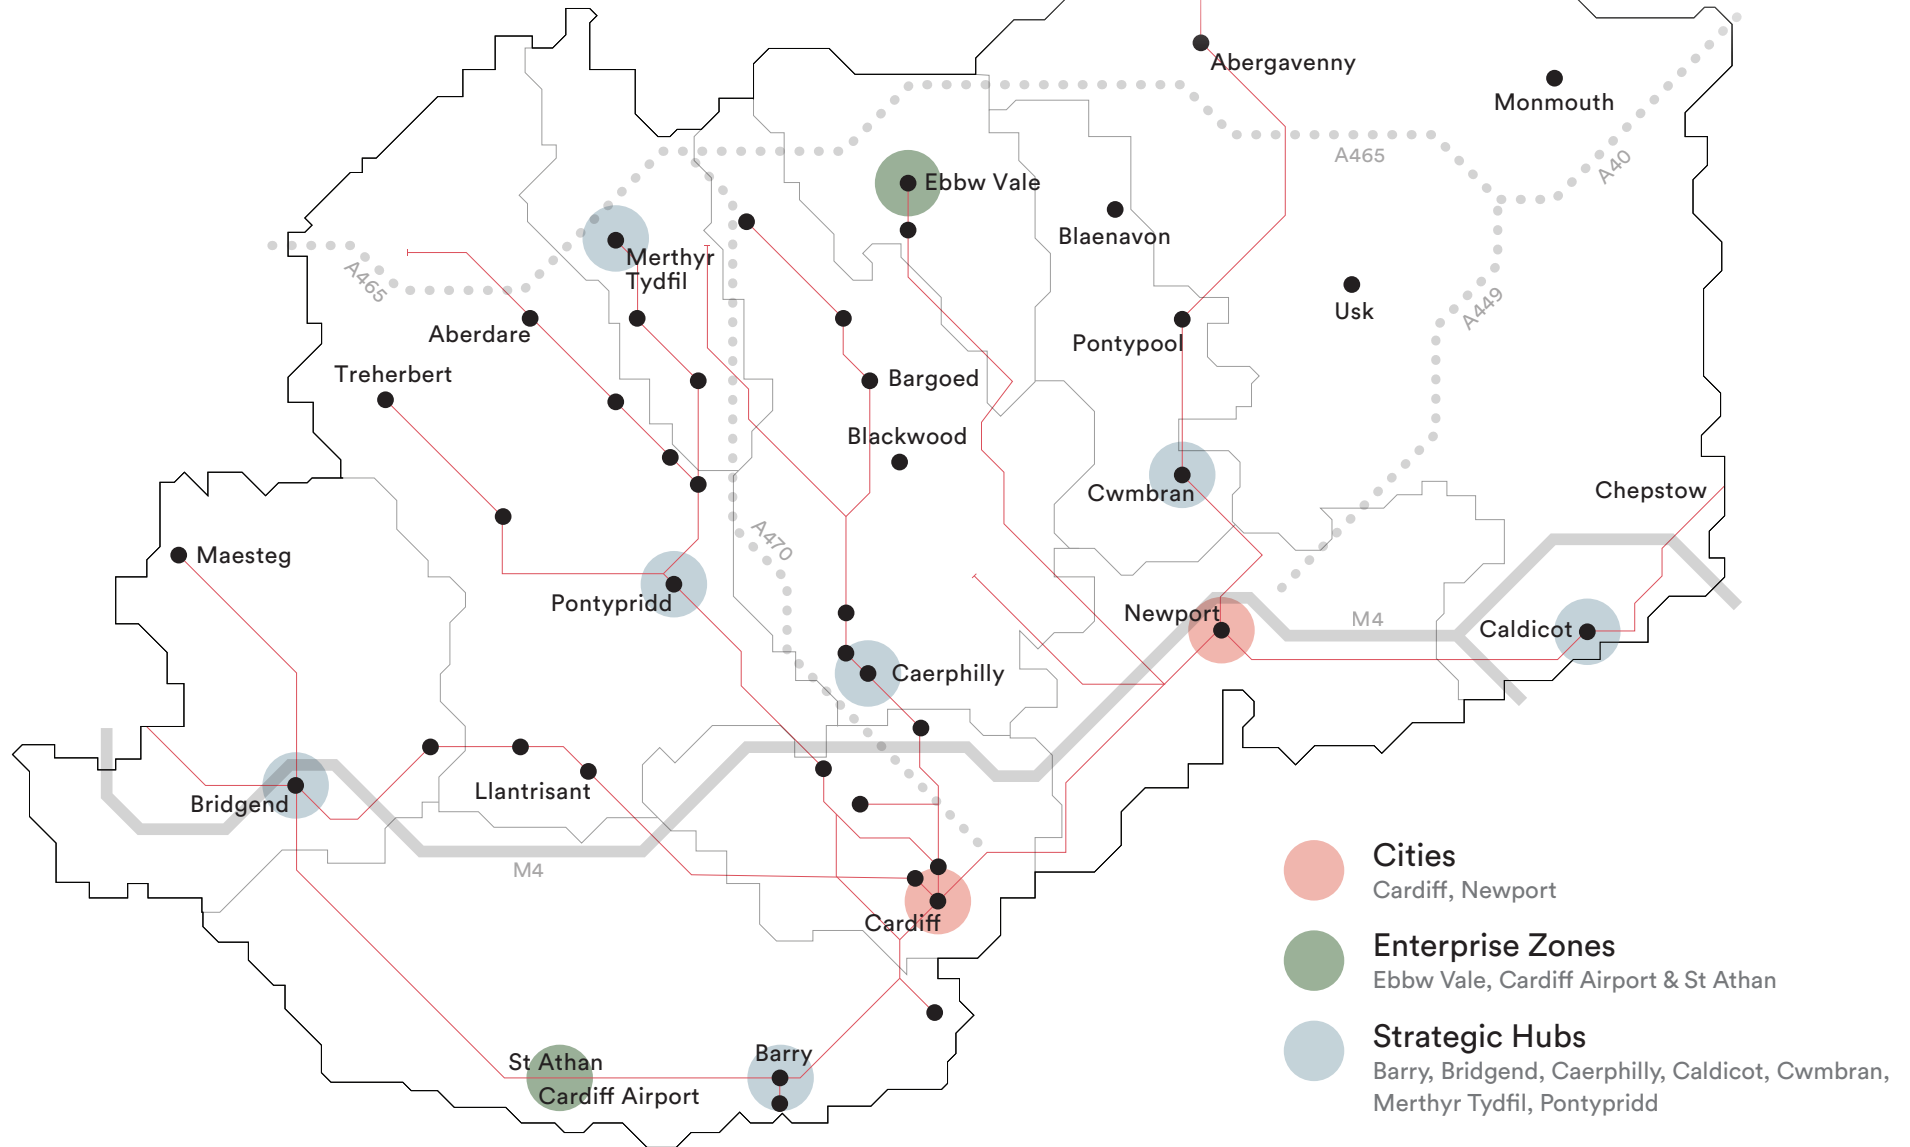 Abergavenny
Monmouth
A465
A40
Ebbw Vale
Blaenavon
Merthyr
Tydfil
A465
Usk
A449
Aberdare
Pontypool
Treherbert
Bargoed
Blackwood
Cwmbran
Chepstow
A470
Maesteg
Pontypridd
Newport
M4
Caldicot
Caerphilly
Bridgend
Llantrisant
M4
Cardiff
St Athan
Cardiff Airport
Barry
Cities
Cardiff, Newport
Enterprise Zones
Ebbw Vale, Cardiff Airport & St Athan
Strategic Hubs
Barry, Bridgend, Caerphilly, Caldicot, Cwmbran,
Merthyr Tydfil, Pontypridd